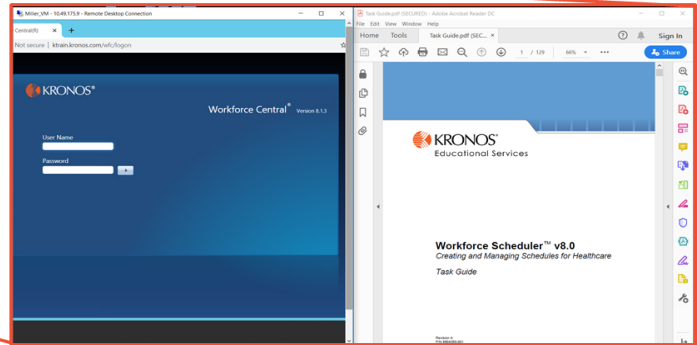 Miller_VM - 10.49.175.9 - Remote Desktop Connection
Central(R)
Not secure | ktrain.kronos.com/wfc/logon
KRONOS®
Workforce Central® Version 8.1.3
User Name
Password
Task Guide.pdf (SECURED) - Adobe Acrobat Reader DC
File Edit View Window Help
Home Tools Task Guide.pdf (SEC... ×
Sign In
1 / 129 66% Share
KRONOS®
Educational Services
Workforce Scheduler™ v8.0
Creating and Managing Schedules for Healthcare
Task Guide
Revision A